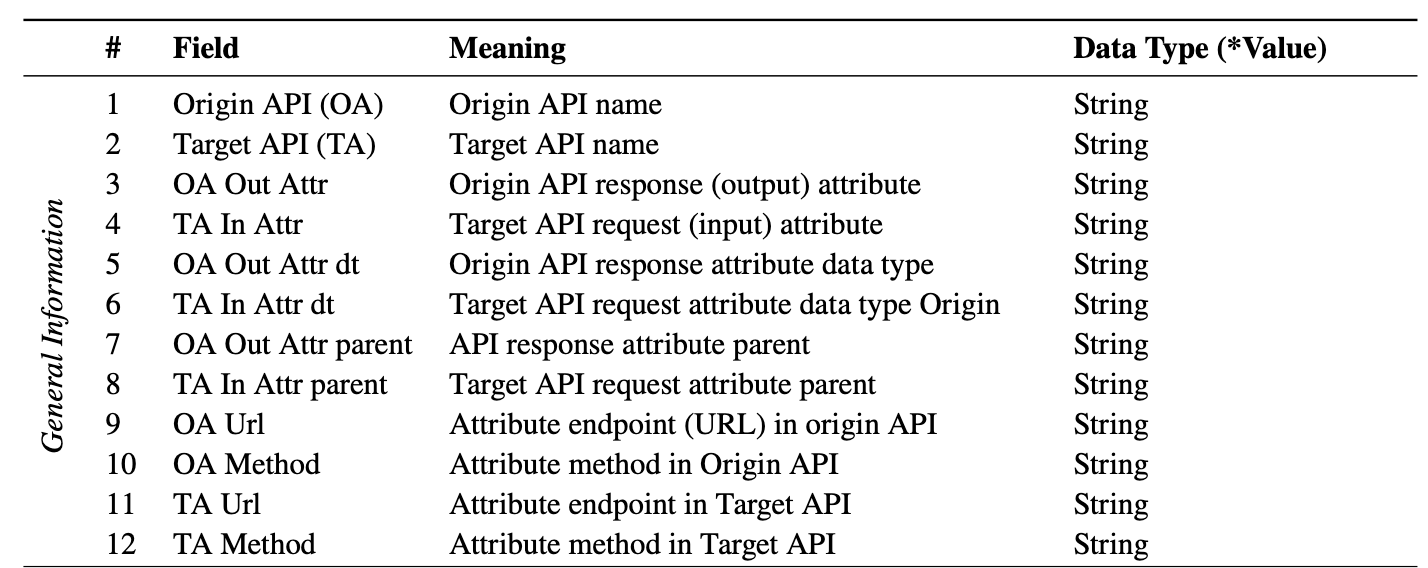 # Field Meaning Data Type (*Value)
General Information
1 Origin API (OA) Origin API name String
2 Target API (TA) Target API name String
3 OA Out Attr Origin API response (output) attribute String
4 TA In Attr Target API request (input) attribute String
5 OA Out Attr dt Origin API response attribute data type String
6 TA In Attr dt Target API request attribute data type Origin String
7 OA Out Attr parent API response attribute parent String
8 TA In Attr parent Target API request attribute parent String
9 OA Url Attribute endpoint (URL) in origin API String
10 OA Method Attribute method in Origin API String
11 TA Url Attribute endpoint in Target API String
12 TA Method Attribute method in Target API String